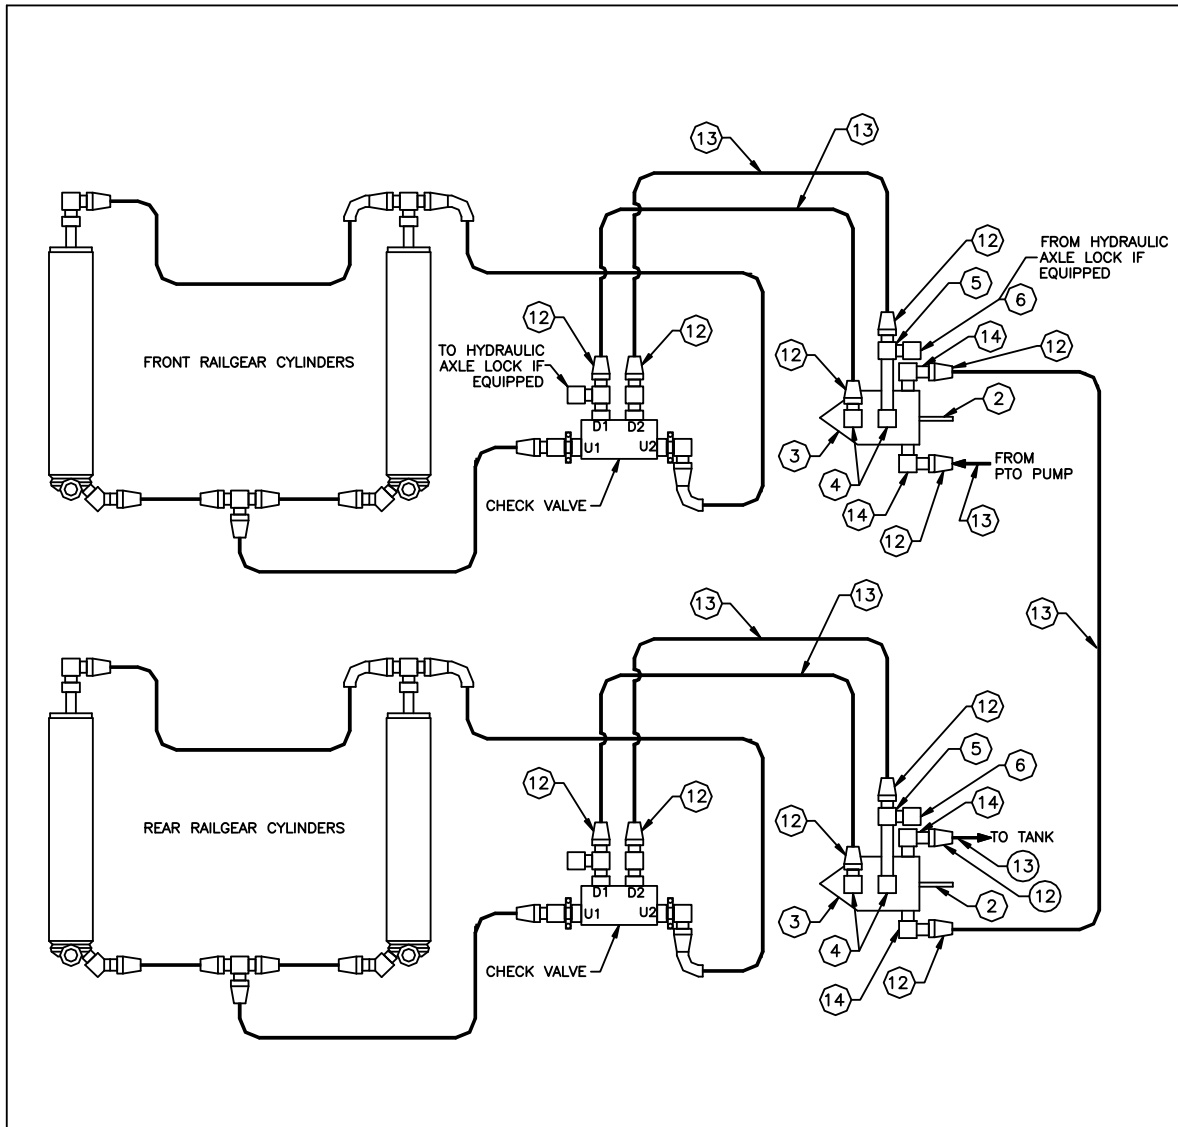 13
13
12
FROM HYDRAULIC
AXLE LOCK IF
EQUIPPED
5
6
12
12
14
12
12
TO HYDRAULIC
AXLE LOCK IF
EQUIPPED
FRONT RAILGEAR CYLINDERS
2
D1 D2
U1 U2
3
FROM
PTO PUMP
4
CHECK VALVE
14
13
12
13
13
13
12
5
6
12
12
14
12
REAR RAILGEAR CYLINDERS
TO TANK
13
12
2
D1 D2
U1 U2
3
4
CHECK VALVE
12
14